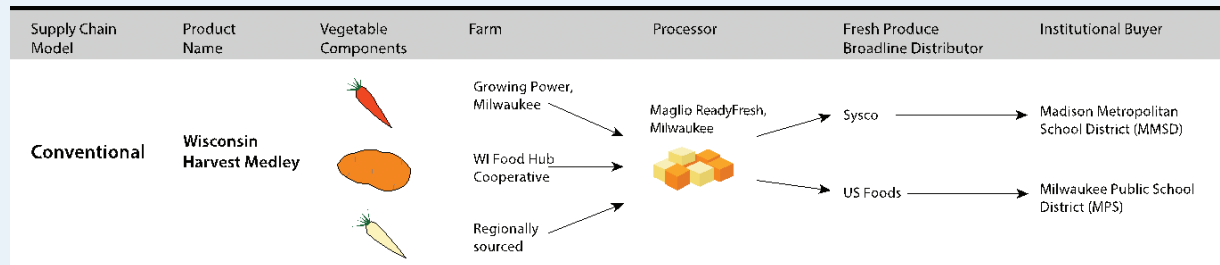 Supply Chain
Model
Product
Name
Vegetable
Components
Farm
Processor
Fresh Produce
Broadline Distributor
Institutional Buyer
Conventional
Wisconsin
Harvest Medley
Growing Power,
Milwaukee
WI Food Hub
Cooperative
Regionally
sourced
Maglio ReadyFresh,
Milwaukee
Sysco
US Foods
Madison Metropolitan
School District (MMSD)
Milwaukee Public School
District (MPS)